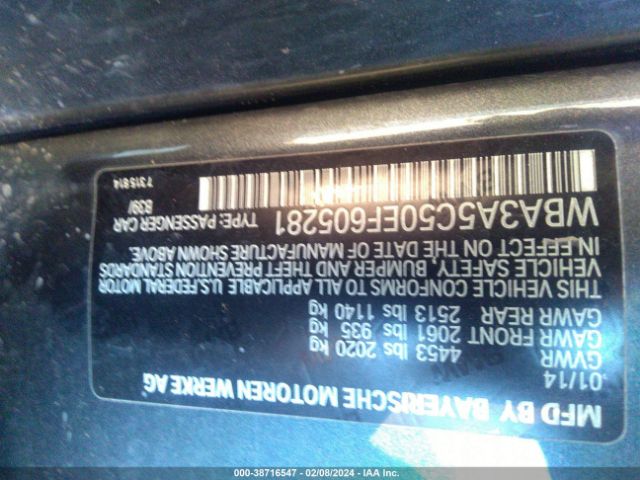 MFD BY BAYERISCHE MOTOREN WERKE AG
01/14
GVWR 4453 lbs 2020 kg
GAWR FRONT 2061 lbs 935 kg
GAWR REAR 2513 lbs 1140 kg
THIS VEHICLE CONFORMS TO ALL APPLICABLE U.S.FEDERAL MOTOR
VEHICLE SAFETY, BUMPER AND THEFT PREVENTION STANDARDS
IN EFFECT ON THE DATE OF MANUFACTURE SHOWN ABOVE.
WBA3A5C50EF605281
TYPE: PASSENGER CAR
B39/
7315814
000-38716547 - 02/08/2024 - IAA Inc.